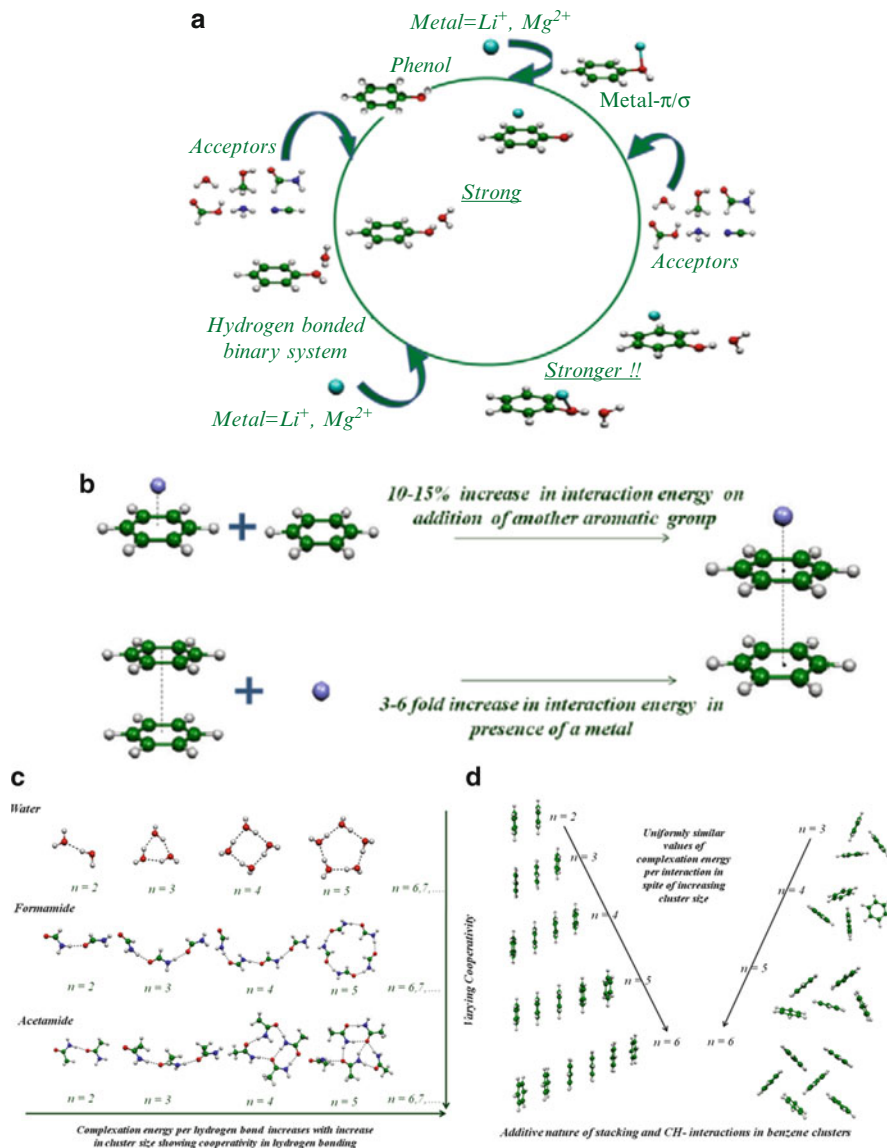 a
Metal=Li⁺, Mg²⁺
Phenol
Metal-π/σ
Acceptors
Strong
Acceptors
Hydrogen bonded
binary system
Stronger !!
Metal=Li⁺, Mg²⁺
b
10-15% increase in interaction energy on
addition of another aromatic group
3-6 fold increase in interaction energy in
presence of a metal
c
Water
n = 2 n = 3 n = 4 n = 5 n = 6,7,....
Formamide
n = 2 n = 3 n = 4 n = 5 n = 6,7,....
Acetamide
n = 2 n = 3 n = 4 n = 5 n = 6,7,....
Complexation energy per hydrogen bond increases with increase
in cluster size showing cooperativity in hydrogen bonding
Varying Cooperativity
d
n = 2
n = 3
n = 4
n = 5
n = 6
Uniformly similar
values of
complexation energy
per interaction in
spite of increasing
cluster size
n = 3
n = 4
n = 5
n = 6
Additive nature of stacking and CH- interactions in benzene clusters